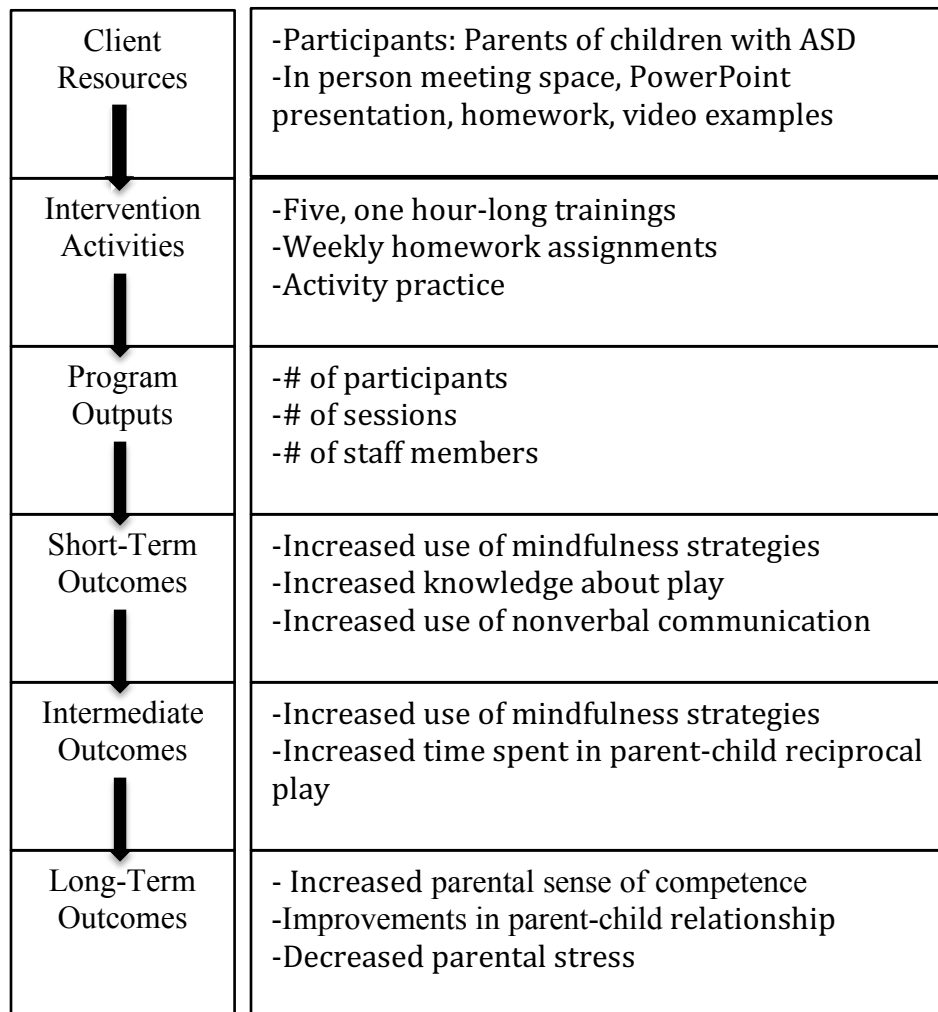 Client
Resources
-Participants: Parents of children with ASD
-In person meeting space, PowerPoint
presentation, homework, video examples
Intervention
Activities
-Five, one hour-long trainings
-Weekly homework assignments
-Activity practice
Program
Outputs
-# of participants
-# of sessions
-# of staff members
Short-Term
Outcomes
-Increased use of mindfulness strategies
-Increased knowledge about play
-Increased use of nonverbal communication
Intermediate
Outcomes
-Increased use of mindfulness strategies
-Increased time spent in parent-child reciprocal
play
Long-Term
Outcomes
- Increased parental sense of competence
-Improvements in parent-child relationship
-Decreased parental stress